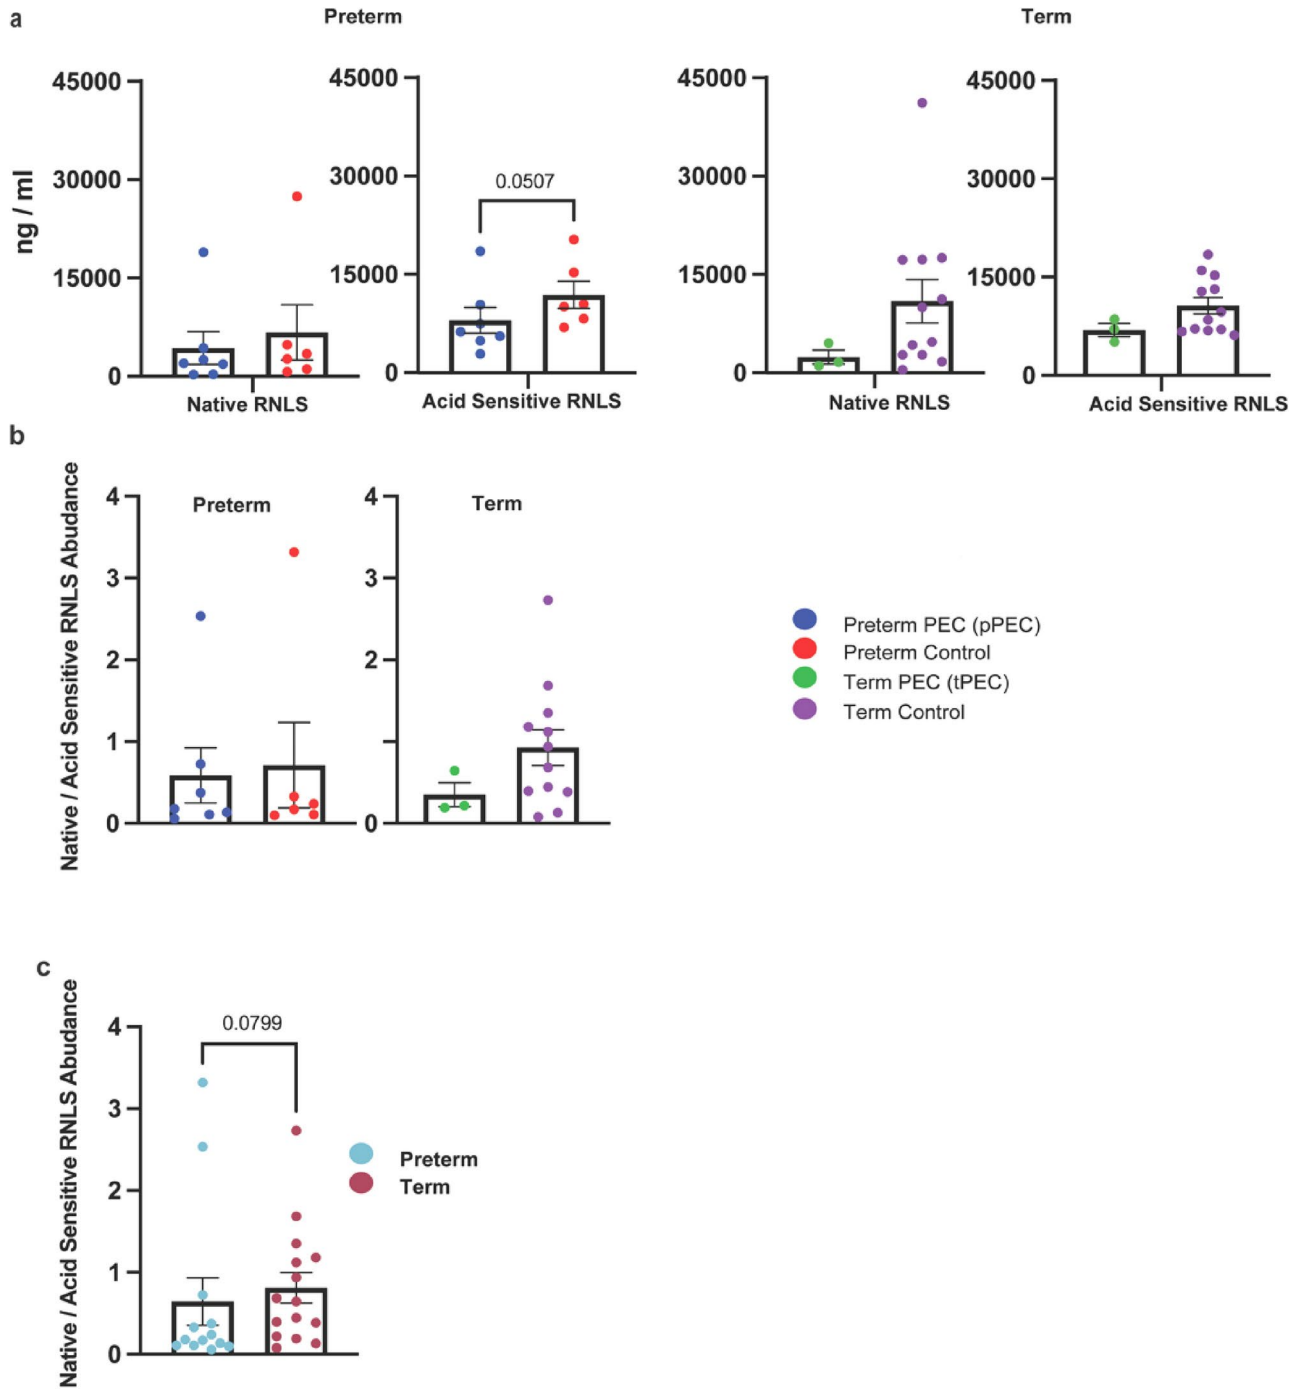 a
Preterm
Term
ng / ml
45000
30000
15000
0
Native RNLS
45000
30000
15000
0
0.0507
Acid Sensitive RNLS
45000
30000
15000
0
Native RNLS
45000
30000
15000
0
Acid Sensitive RNLS
b
Native / Acid Sensitive RNLS Abudance
4
3
2
1
0
Preterm
4
3
2
0
Term
Preterm PEC (pPEC)
Preterm Control
Term PEC (tPEC)
Term Control
c
Native / Acid Sensitive RNLS Abudance
4
3
2
1
0
0.0799
Preterm
Term